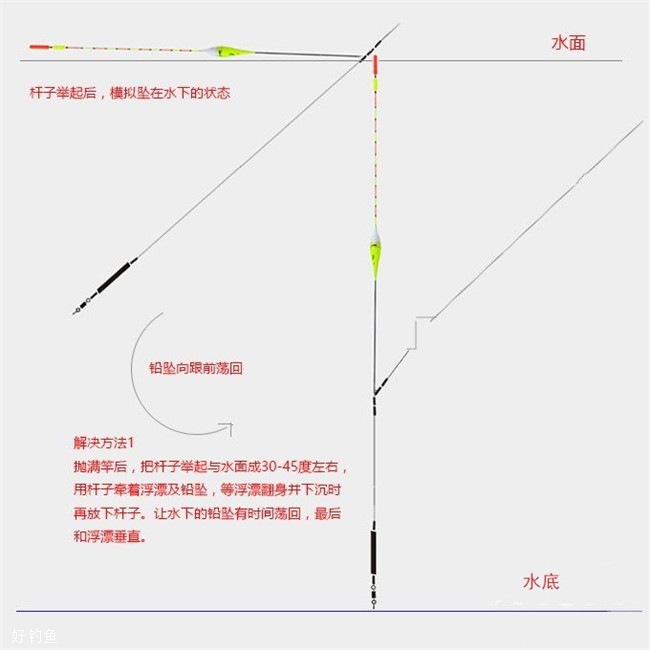 水面
杆子举起后，模拟坠在水下的状态
铅坠向跟前荡回
解决方法1
抛满竿后，把杆子举起与水面成30-45度左右，
用杆子牵着浮漂及铅坠，等浮漂翻身并下沉时
再放下杆子。让水下的铅坠有时间荡回，最后
和浮漂垂直。
水底
好钓鱼